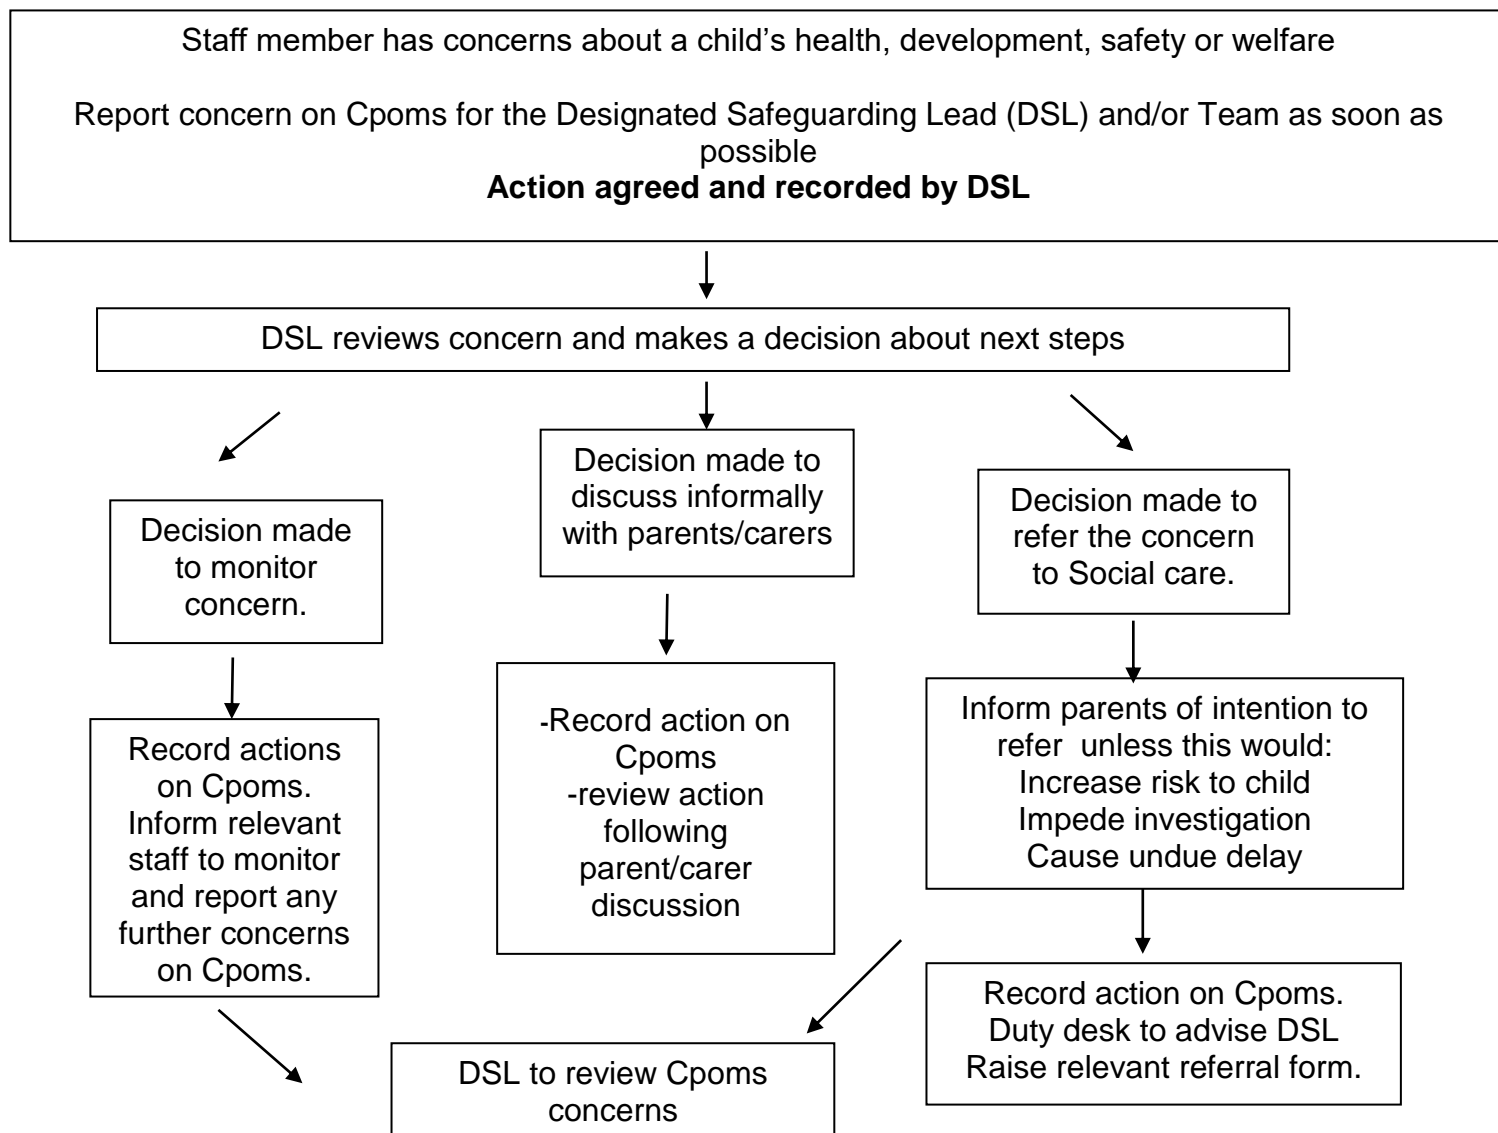 Staff member has concerns about a child’s health, development, safety or welfare
Report concern on Cpoms for the Designated Safeguarding Lead (DSL) and/or Team as soon as
possible
Action agreed and recorded by DSL
DSL reviews concern and makes a decision about next steps
Decision made
to monitor
concern.
Decision made to
discuss informally
with parents/carers
Decision made to
refer the concern
to Social care.
Record actions
on Cpoms.
Inform relevant
staff to monitor
and report any
further concerns
on Cpoms.
-Record action on
Cpoms
-review action
following
parent/carer
discussion
Inform parents of intention to
refer  unless this would:
Increase risk to child
Impede investigation
Cause undue delay
Record action on Cpoms.
Duty desk to advise DSL
Raise relevant referral form.
DSL to review Cpoms
concerns